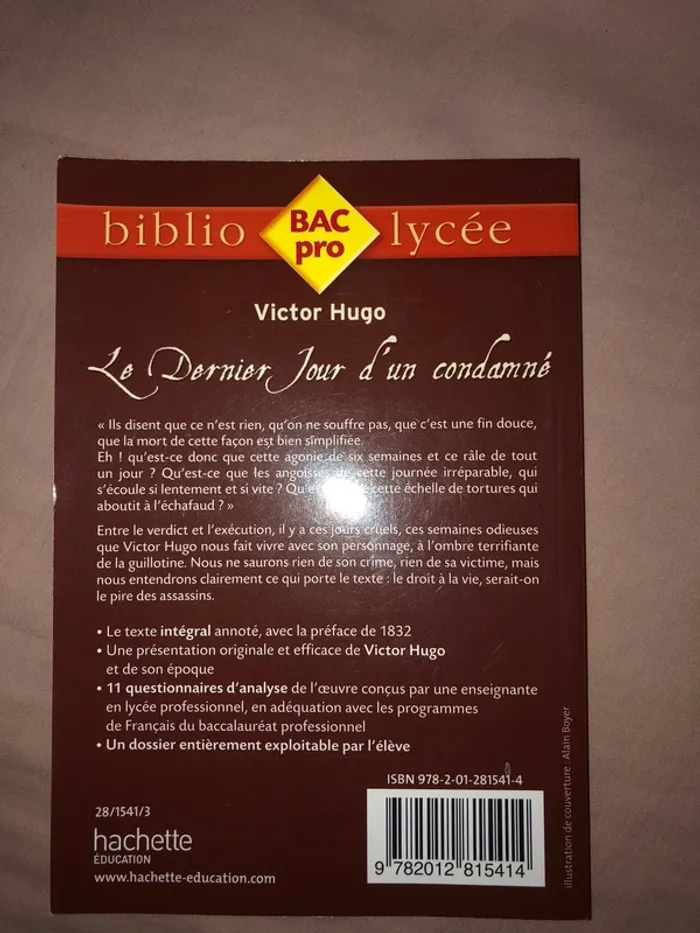 biblio BAC pro lycée
Victor Hugo
Le Dernier Jour d'un condamné
« Ils disent que ce n'est rien, qu'on ne souffre pas, que c'est une fin douce,
que la mort de cette façon est bien simplifiée.
Eh ! qu'est-ce donc que cette agonie de six semaines et ce râle de tout
un jour ? Qu'est-ce que les angoisses de cette journée irréparable, qui
s'écoule si lentement et si vite ? cette échelle de tortures qui
aboutit à l'échafaud ? »
Entre le verdict et l'exécution, il y a ces jours cruels, ces semaines odieuses
que Victor Hugo nous fait vivre avec son personnage, à l'ombre terrifiante
de la guillotine. Nous ne saurons rien de son crime, rien de sa victime, mais
nous entendrons clairement ce qui porte le texte : le droit à la vie, serait-on
le pire des assassins.
• Le texte intégral annoté, avec la préface de 1832
• Une présentation originale et efficace de Victor Hugo
et de son époque
• 11 questionnaires d'analyse de l'œuvre conçus par une enseignante
en lycée professionnel, en adéquation avec les programmes
de Français du baccalauréat professionnel
• Un dossier entièrement exploitable par l'élève
ISBN 978-2-01-281541-4
28/1541/3
hachette
ÉDUCATION
www.hachette-education.com
9 782012 815414
illustration de couverture : Alain Boyer